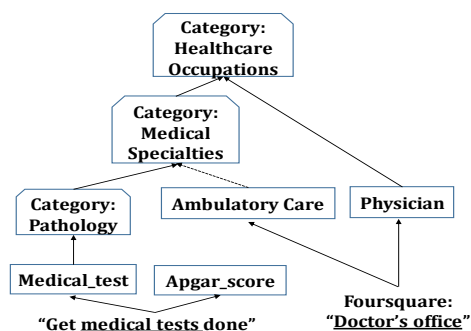 Category:
Healthcare
Occupations
Category:
Medical
Specialties
Category:
Pathology
Ambulatory Care
Physician
Medical_test
Apgar_score
“Get medical tests done”
Foursquare:
“Doctor’s office”